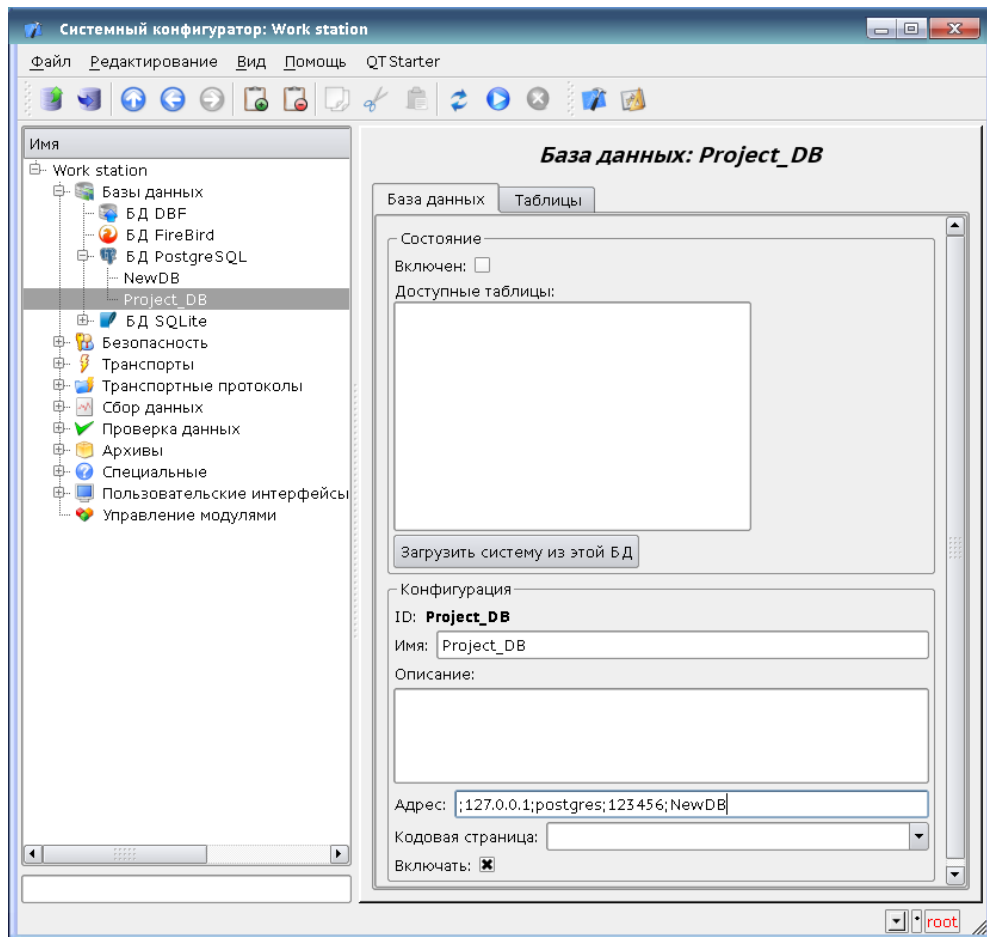 Системный конфигуратор: Work station
Файл Редактирование Вид Помощь QTStarter
Имя
Work station
Базы данных
БД DBF
БД FireBird
БД PostgreSQL
NewDB
Project_DB
БД SQLite
Безопасность
Транспорты
Транспортные протоколы
Сбор данных
Проверка данных
Архивы
Специальные
Пользовательские интерфейсы
Управление модулями
База данных: Project_DB
База данных Таблицы
Состояние
Включен:
Доступные таблицы:
Загрузить систему из этой БД
Конфигурация
ID: Project_DB
Имя: Project_DB
Описание:
Адрес: ;127.0.0.1;postgres;123456;NewDB
Кодовая страница:
Включать:
* root